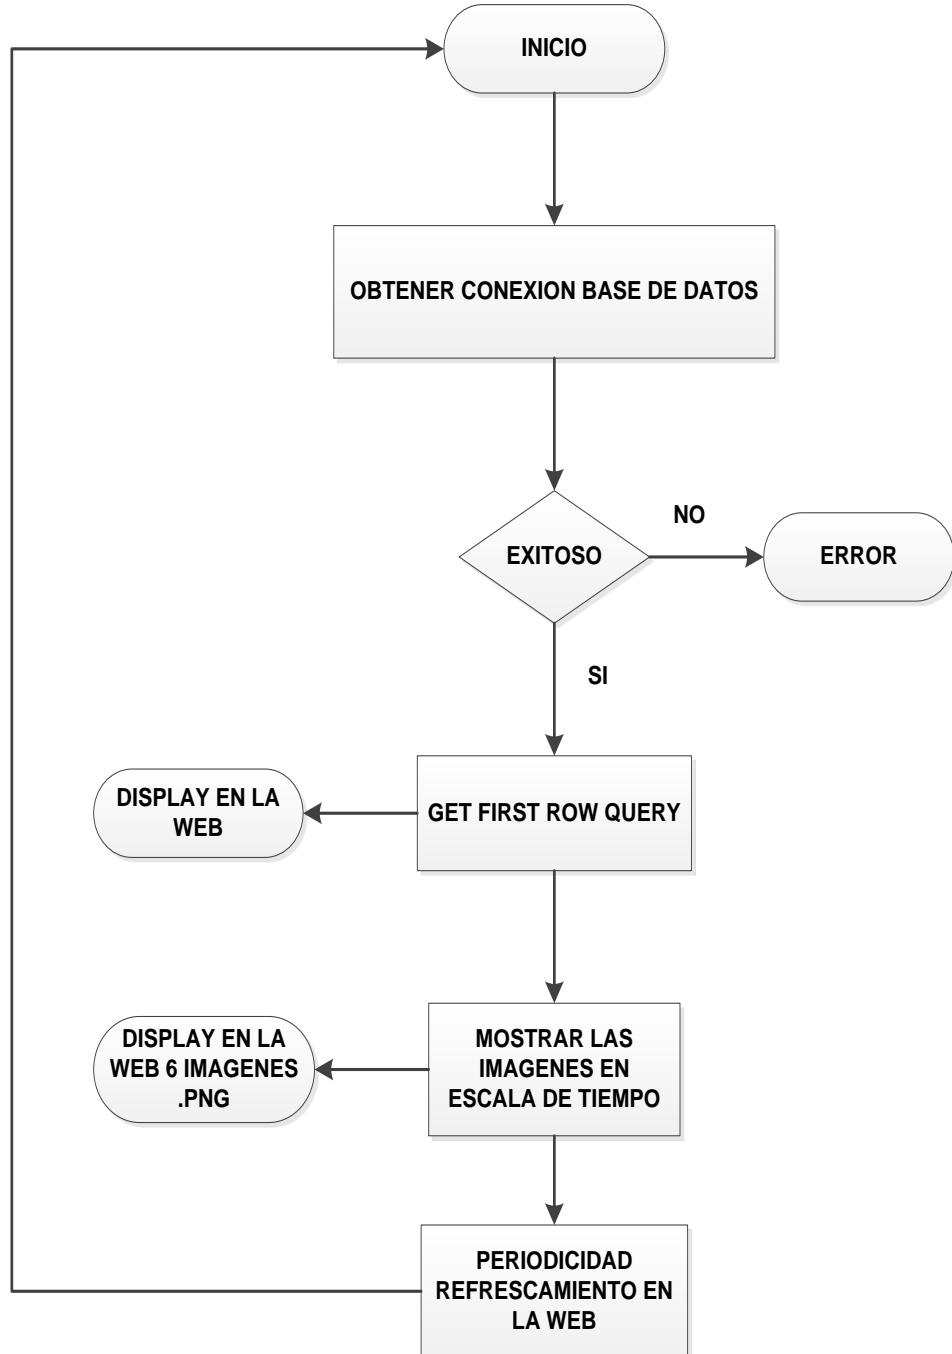 INICIO
OBTENER CONEXION BASE DE DATOS
EXITOSO
NO
ERROR
SI
GET FIRST ROW QUERY
DISPLAY EN LA
WEB
MOSTRAR LAS
IMAGENES EN
ESCALA DE TIEMPO
DISPLAY EN LA
WEB 6 IMAGENES
.PNG
PERIODICIDAD
REFRESCAMIENTO EN
LA WEB